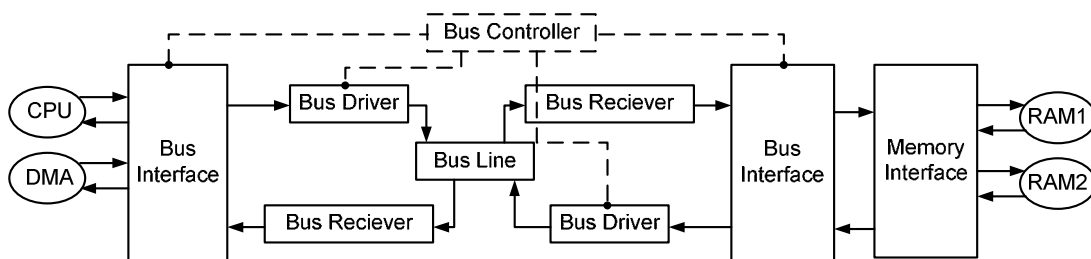 Bus Controller
CPU
DMA
Bus
Interface
Bus Driver
Bus Reciever
Bus Line
Bus Reciever
Bus Driver
Bus
Interface
Memory
Interface
RAM1
RAM2